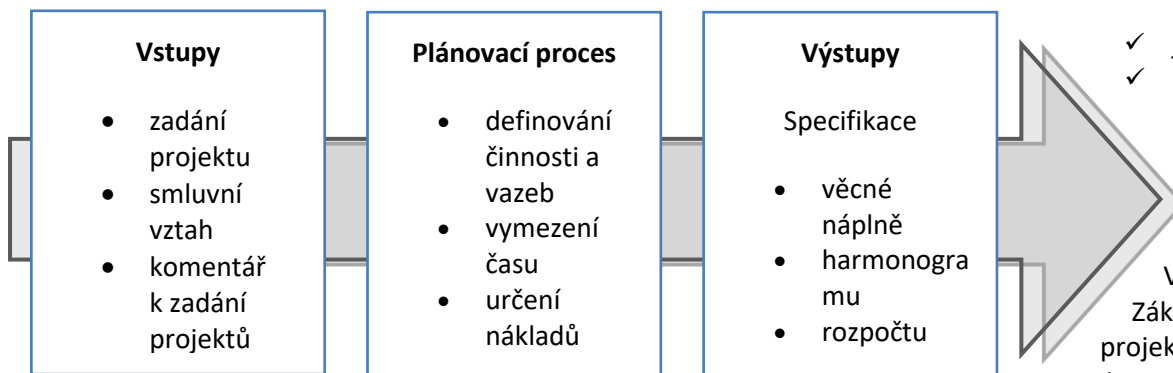 Vstupy
• zadání
projektu
• smluvní
vztah
• komentář
k zadání
projektů
Plánovací proces
• definování
činnosti a
vazeb
• vymezení
času
• určení
nákladů
Výstupy
Specifikace
• věcné
náplně
• harmonogra
mu
• rozpočtu
✓
✓